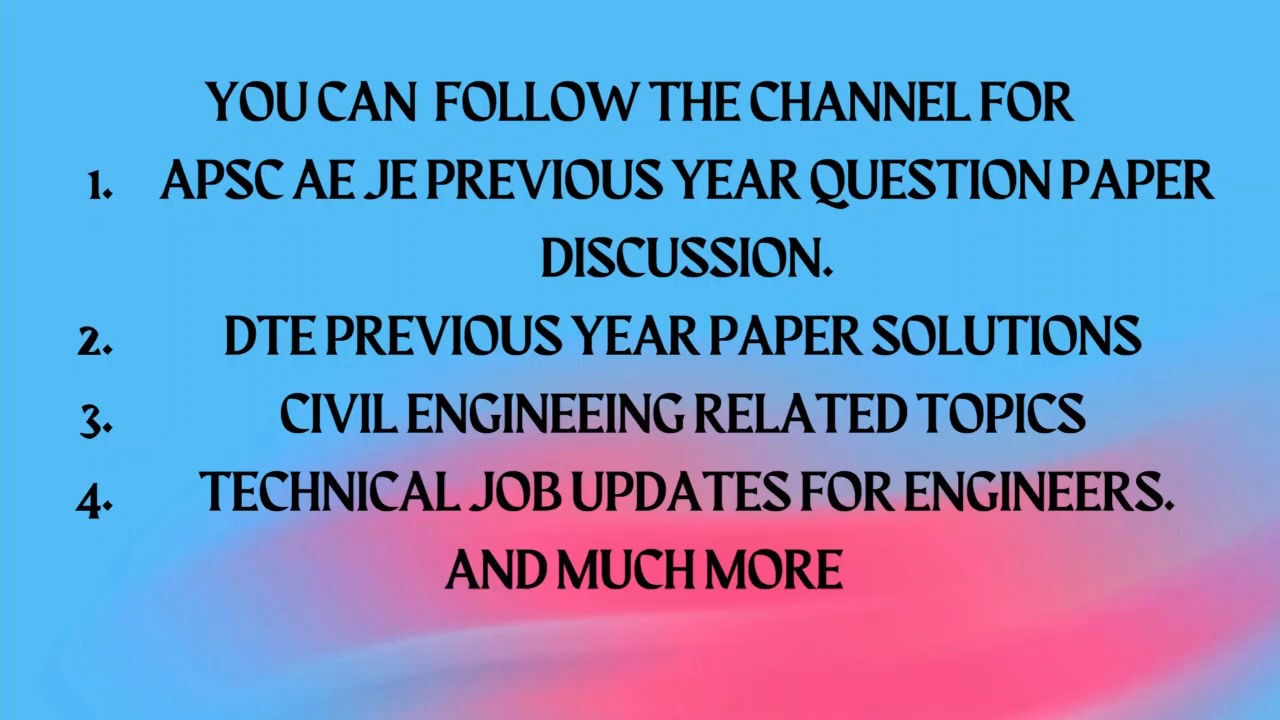 YOU CAN FOLLOW THE CHANNEL FOR
1. APSC AE JE PREVIOUS YEAR QUESTION PAPER
DISCUSSION.
2. DTE PREVIOUS YEAR PAPER SOLUTIONS
3. CIVIL ENGINEEING RELATED TOPICS
4. TECHNICAL JOB UPDATES FOR ENGINEERS.
AND MUCH MORE